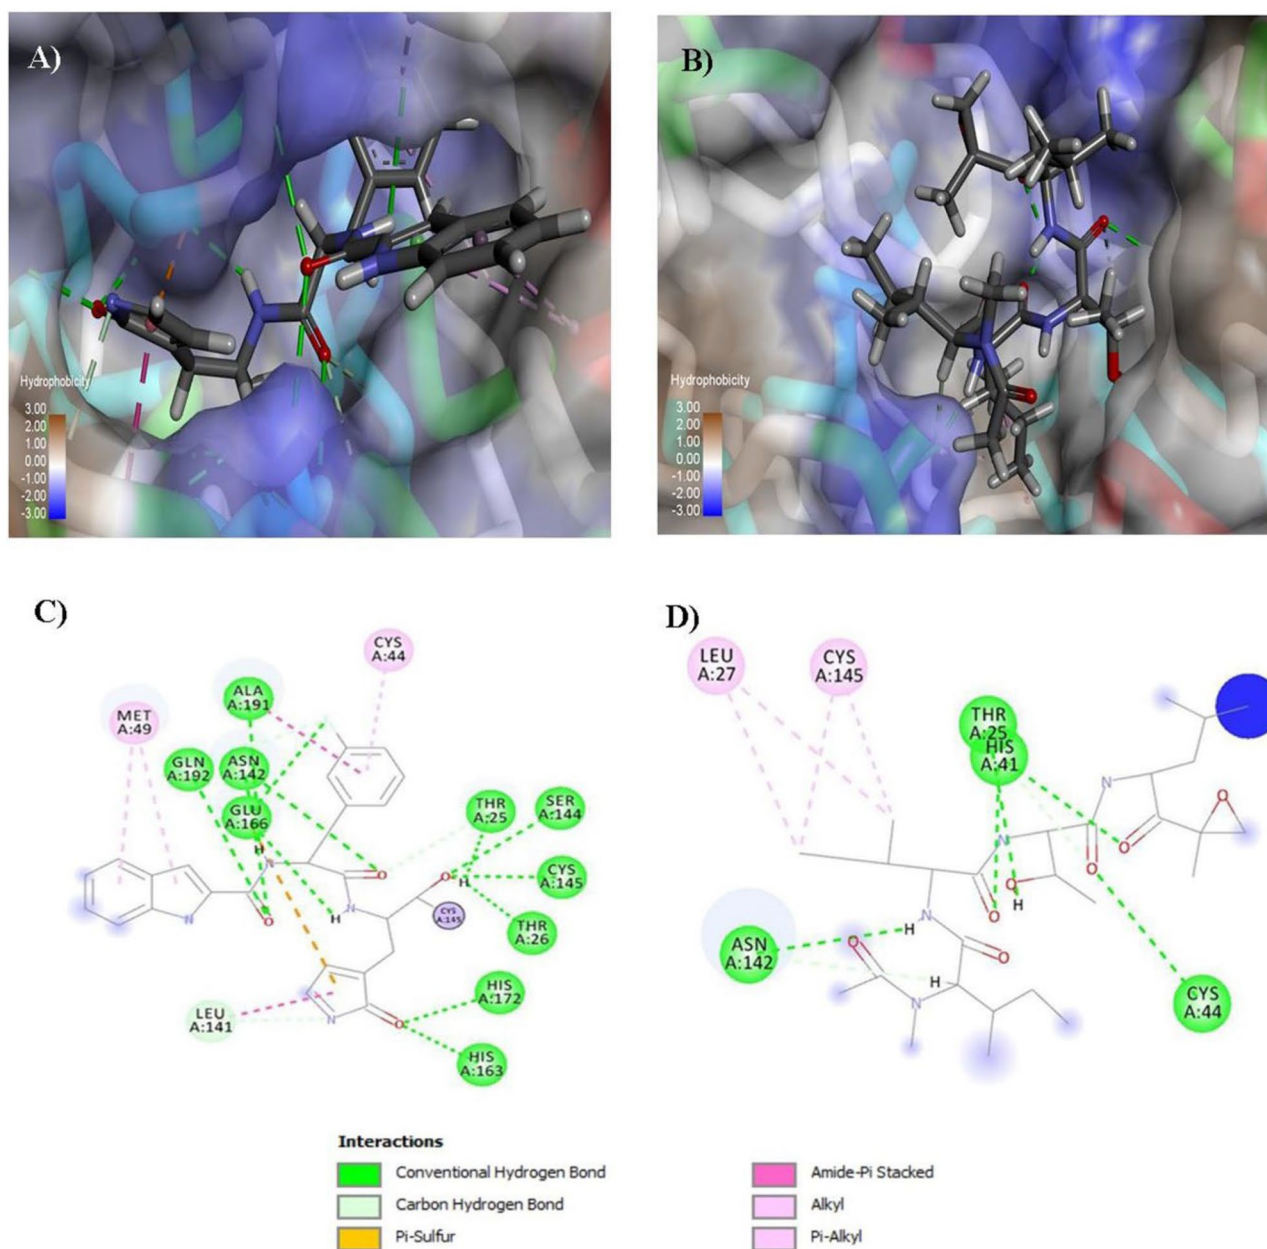 A)
B)
Hydrophobicity
3.00
2.00
1.00
0.00
-1.00
-2.00
-3.00
Hydrophobicity
3.00
2.00
1.00
0.00
-1.00
-2.00
-3.00
C)
CYS
A:44
ALA
A:191
MET
A:49
GLN
A:192
ASN
A:142
GLU
A:166
THR
A:25
SER
A:144
H
N
O
O
H
CYS
A:145
N
O
N
H
CYS
A:145
THR
A:26
HIS
A:172
LEU
A:141
N
O
HIS
A:163
D)
LEU
A:27
CYS
A:145
THR
A:25
HIS
A:41
N
O
O
N
O
O
H
O
N
H
ASN
A:142
O
O
H
N
CYS
A:44
Interactions
Conventional Hydrogen Bond
Carbon Hydrogen Bond
Pi-Sulfur
Amide-Pi Stacked
Alkyl
Pi-Alkyl